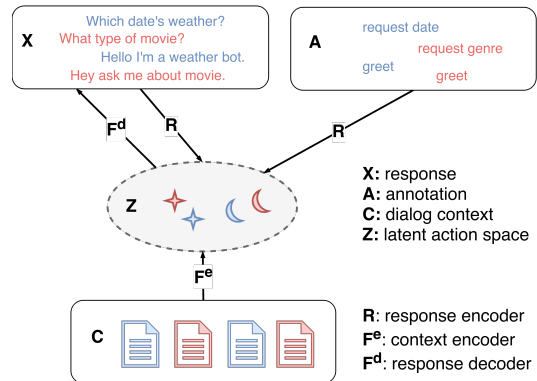 X
Which date's weather?
What type of movie?
Hello I'm a weather bot.
Hey ask me about movie.
A
request date
request genre
greet
greet
F^d
R
R
Z
X: response
A: annotation
C: dialog context
Z: latent action space
F^e
C
R: response encoder
F^e: context encoder
F^d: response decoder